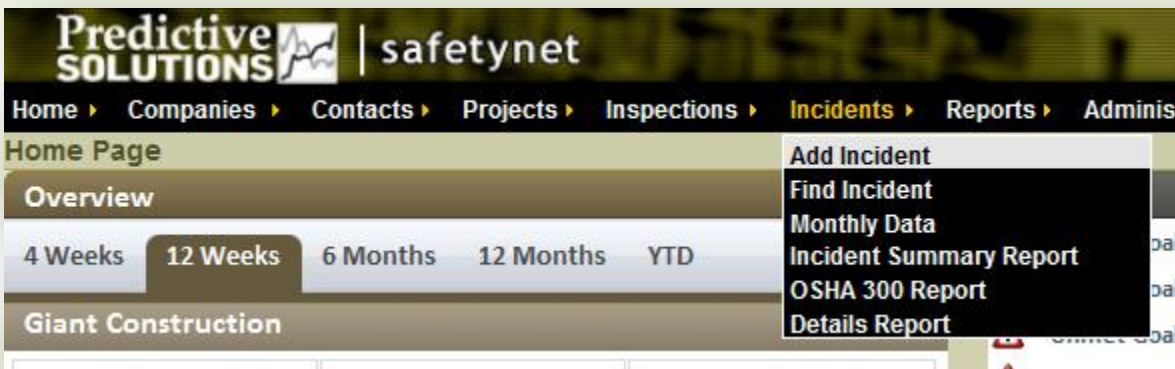 Predictive SOLUTIONS | safetynet
Home Companies Contacts Projects Inspections Incidents Reports Adminis
Home Page
Add Incident
Overview
Find Incident
Monthly Data
4 Weeks 12 Weeks 6 Months 12 Months YTD
Incident Summary Report
OSHA 300 Report
Giant Construction
Details Report